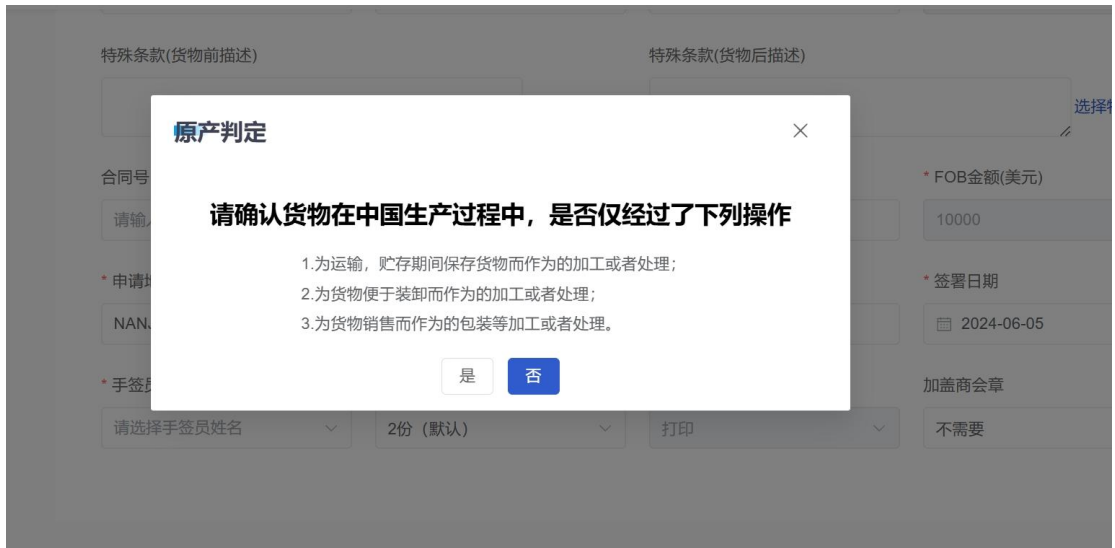 特殊条款(货物前描述) 特殊条款(货物后描述)
选择特
原产判定
合同号 * FOB金额(美元)
请确认货物在中国生产过程中，是否仅经过了下列操作
请输 10000
1.为运输，贮存期间保存货物而作为的加工或者处理；
* 申请 * 签署日期
2.为货物便于装卸而作为的加工或者处理；
NAN 2024-06-05
3.为货物销售而作为的包装等加工或者处理。
是 否
* 手签 加盖商会章
请选择手签员姓名 2份（默认） 打印 不需要